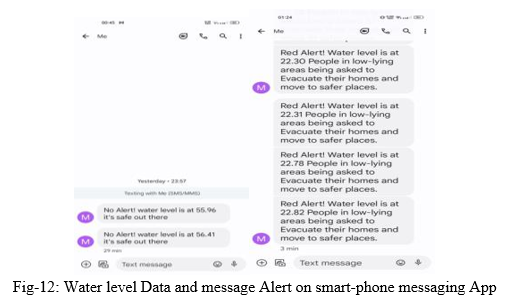 00:45
Me
Yesterday • 23:57
Texting with Me (SMS/MMS)
No Alert! water level is at 55.96
it's safe out there
M
No Alert! water level is at 56.41
it's safe out there
M
29 min
Text message
01:24
Me
Red Alert! Water level is at
22.30 People in low-lying
areas being asked to
Evacuate their homes and
move to safer places.
M
Red Alert! Water level is at
22.31 People in low-lying
areas being asked to
Evacuate their homes and
move to safer places.
Red Alert! Water level is at
22.78 People in low-lying
areas being asked to
Evacuate their homes and
move to safer places.
Red Alert! Water level is at
22.82 People in low-lying
areas being asked to
Evacuate their homes and
move to safer places.
M
3 min
Text message
Fig-12: Water level Data and message Alert on smart-phone messaging App